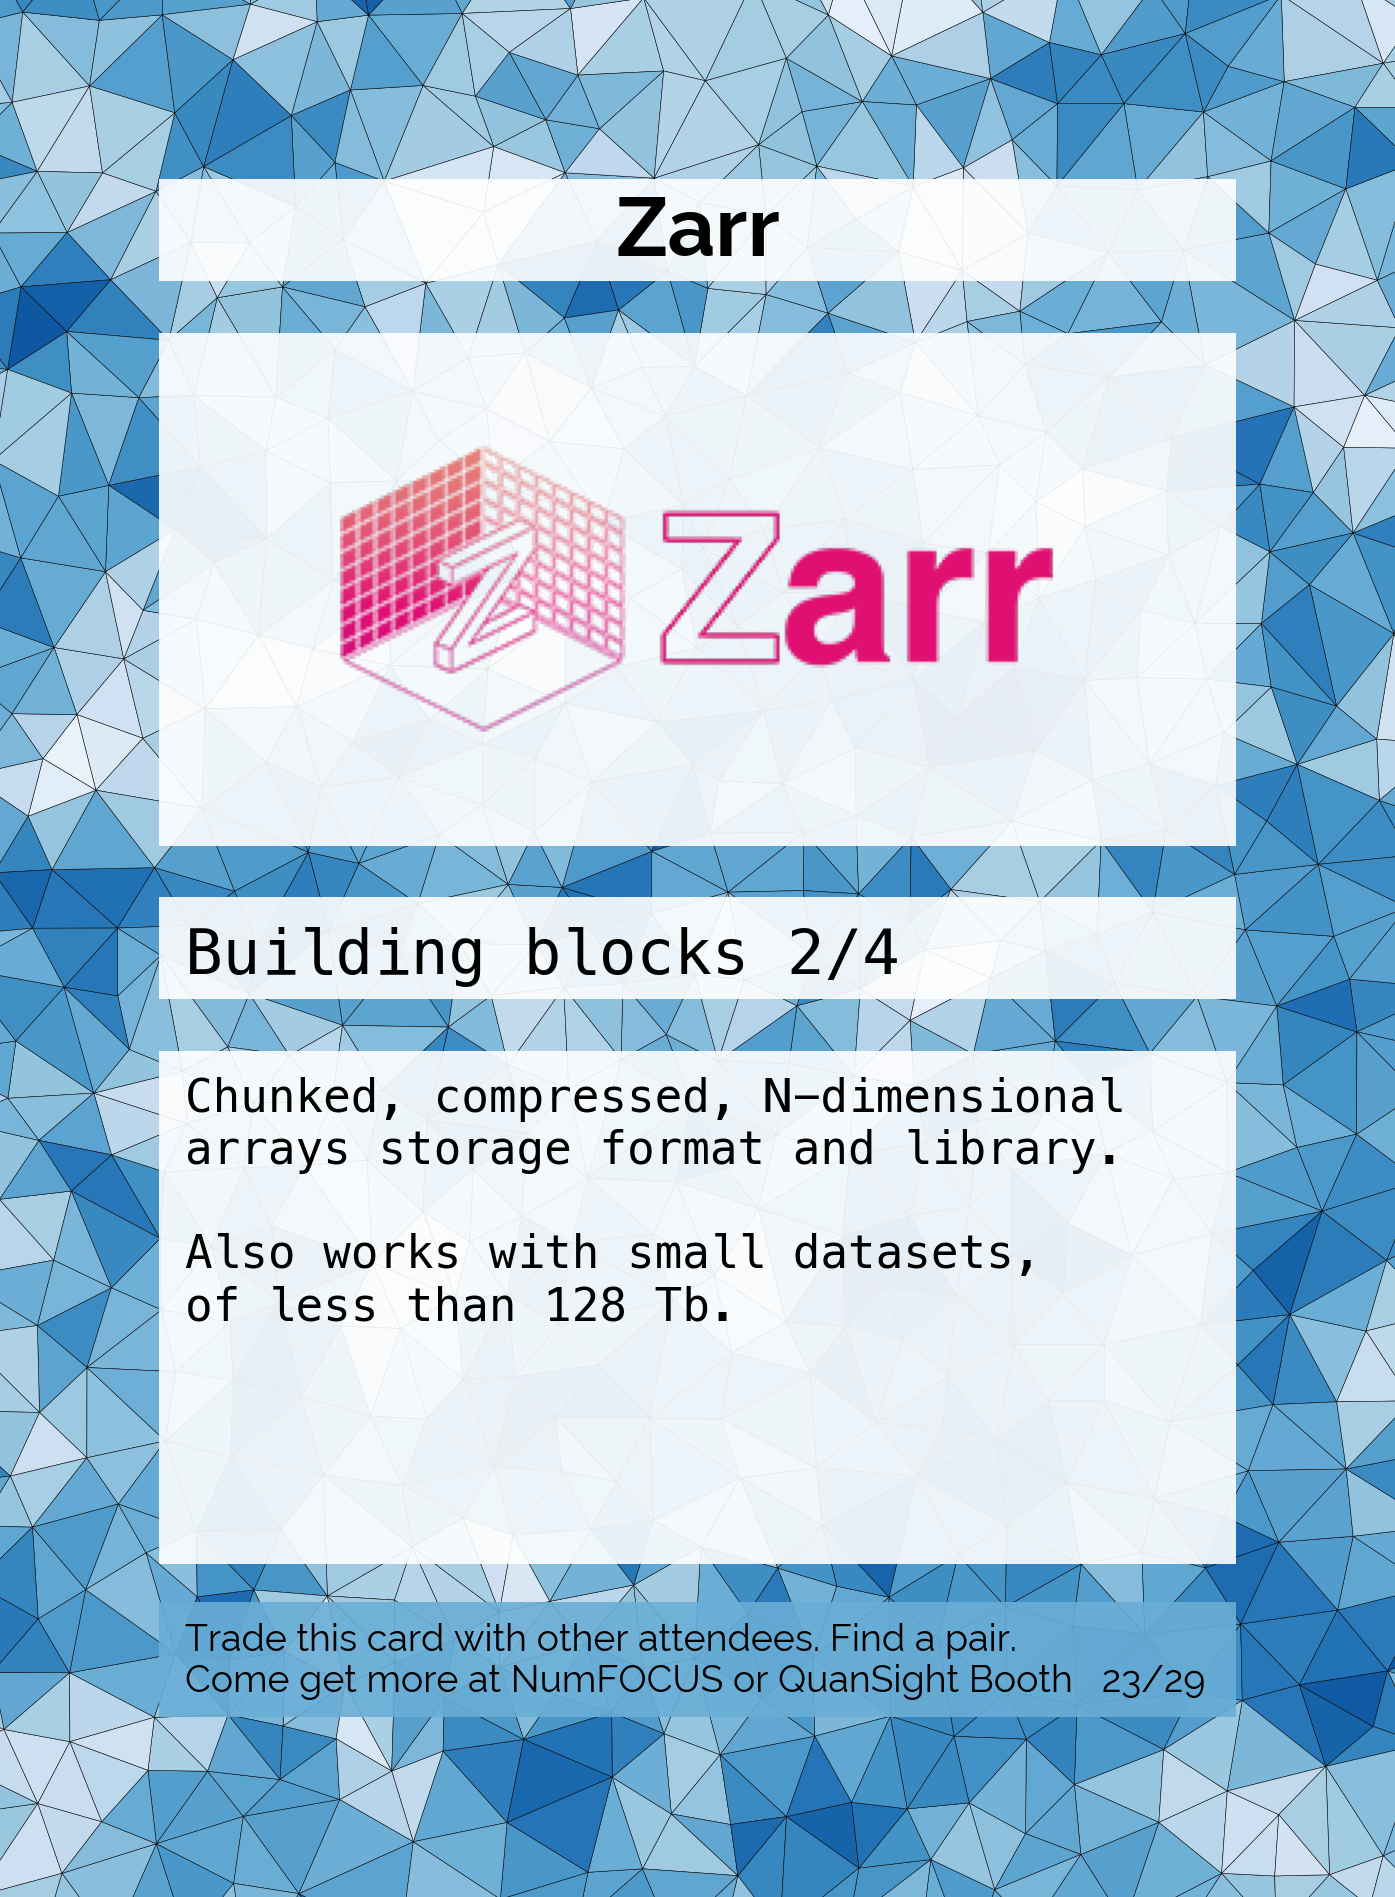 Zarr
Zarr
Building blocks 2/4
Chunked, compressed, N−dimensional
arrays storage format and library.
Also works with small datasets,
of less than 128 Tb.
Trade this card with other attendees. Find a pair.
Come get more at NumFOCUS or QuanSight Booth 23/29